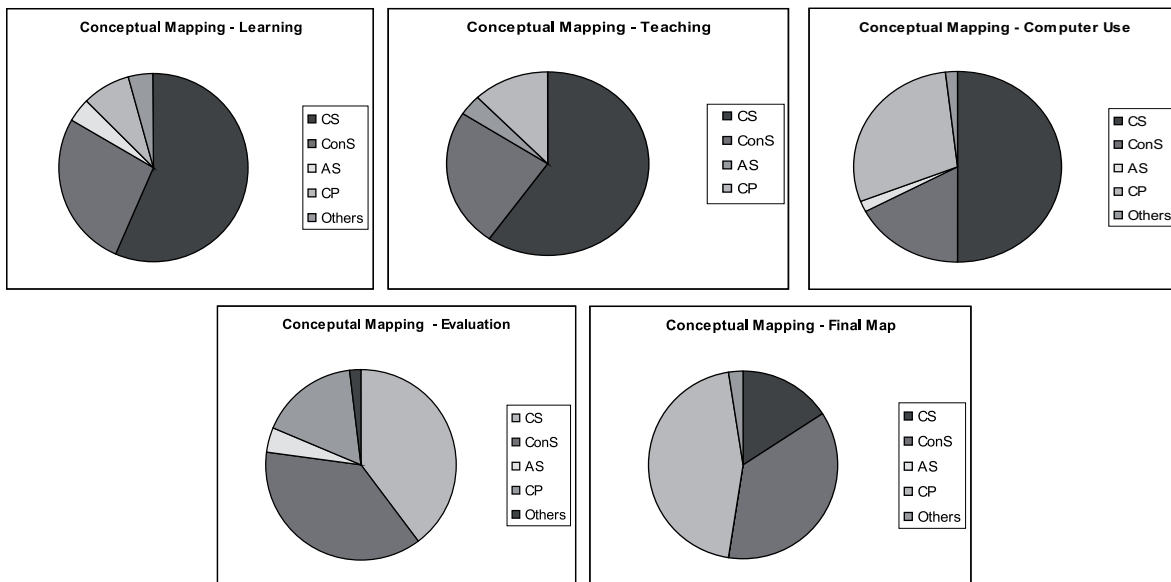 Conceptual Mapping - Learning
CS
ConS
AS
CP
Others
Conceptual Mapping - Teaching
CS
ConS
AS
CP
Conceptual Mapping - Computer Use
CS
ConS
AS
CP
Others
Conceputal Mapping - Evaluation
CS
ConS
AS
CP
Others
Conceptual Mapping - Final Map
CS
ConS
AS
CP
Others